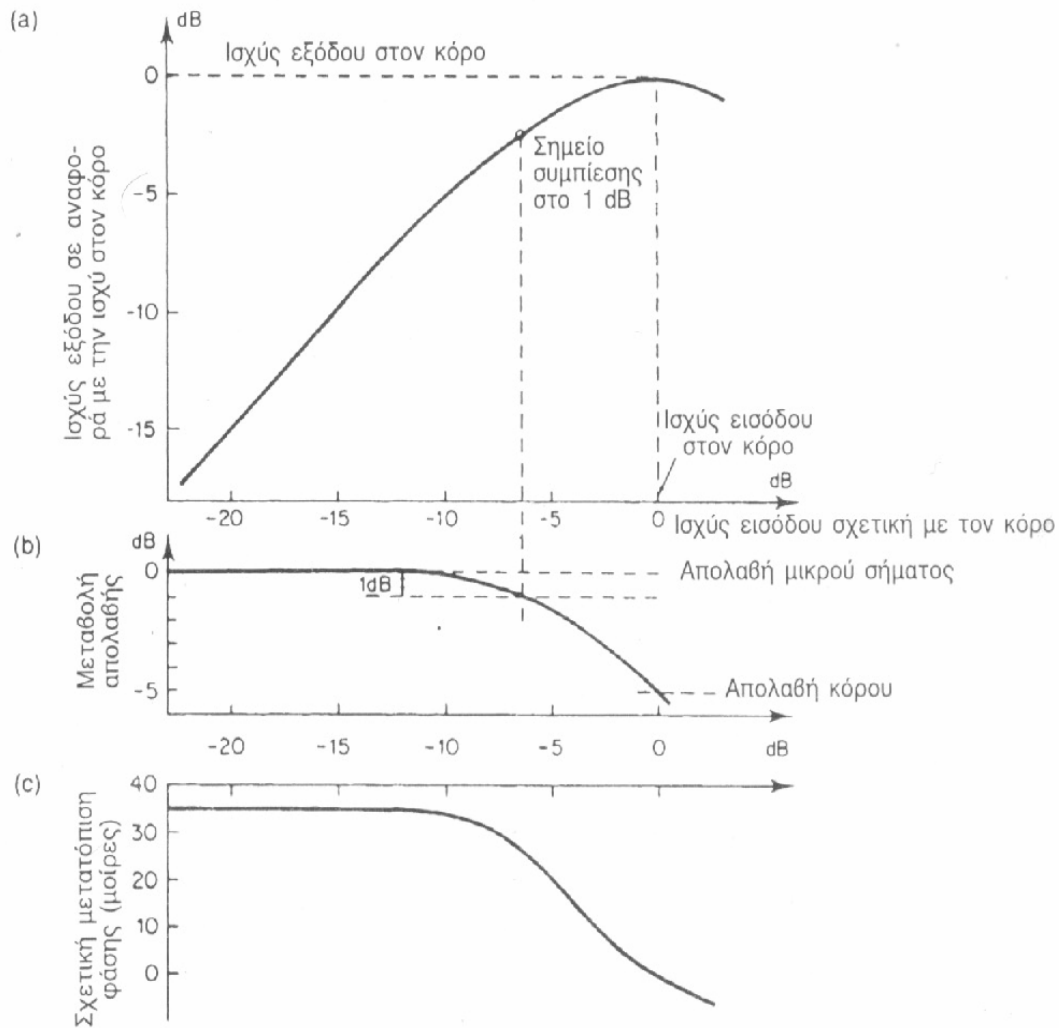 (a)
dB
Ισχύς εξόδου στον κόρο
0
Σημείο
συμπίεσης
στο 1 dB
-5
-10
-15
Ισχύς εξόδου σε αναφο-
ρά με την ισχύ στον κόρο
Ισχύς εισόδου
στον κόρο
dB
-20
-15
-10
-5
0
Ισχύς εισόδου σχετική με τον κόρο
(b)
dB
0
1dB
Απολαβή μικρού σήματος
-5
Απολαβή κόρου
Μεταβολή
απολαβής
-20
-15
-10
-5
0
dB
(c)
40
30
20
10
0
Σχετική μετατόπιση
φάσης (μοίρες)